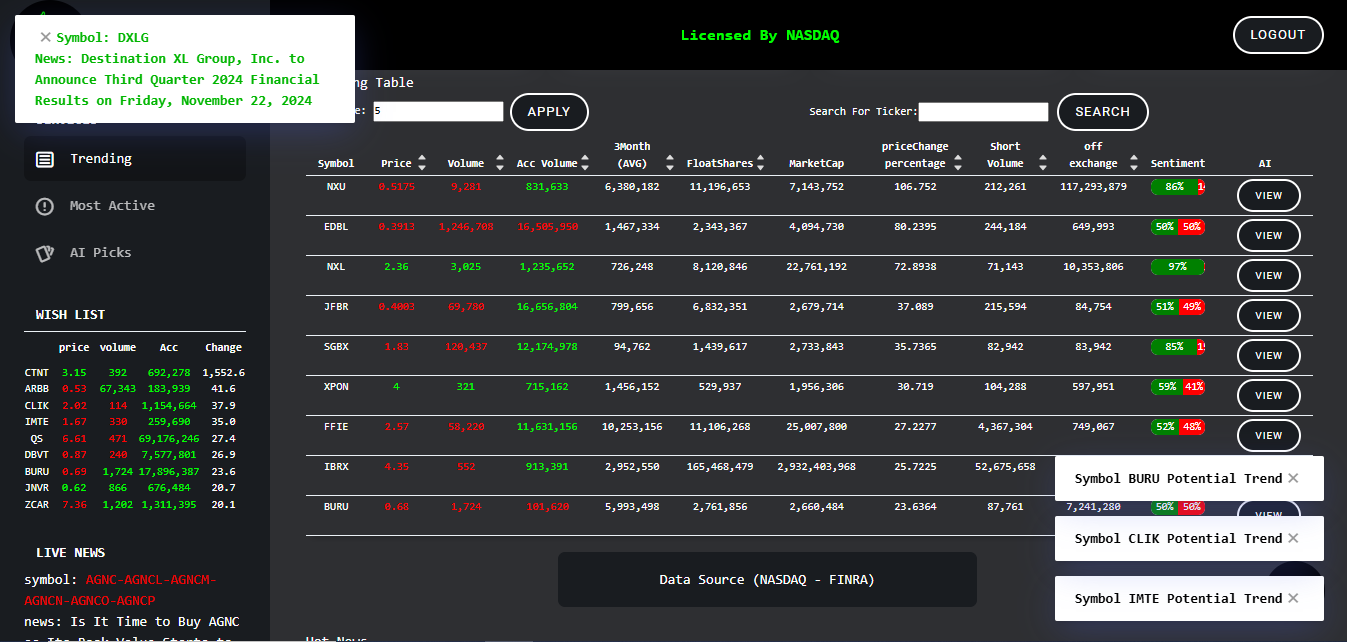 × Symbol: DXLG
News: Destination XL Group, Inc. to
Announce Third Quarter 2024 Financial
Results on Friday, November 22, 2024
Licensed By NASDAQ
LOGOUT
Table
5
APPLY
Search For Ticker:
SEARCH
Trending
Most Active
AI Picks
Symbol Price Volume Acc Volume 3Month (AVG) FloatShares MarketCap priceChange percentage Short Volume off exchange Sentiment AI
NXU 0.5175 9,281 831,633 6,380,182 11,196,653 7,143,752 106.752 212,261 117,293,879 86% VIEW
EDBL 0.3913 1,246,708 16,505,950 1,467,334 2,343,367 4,094,730 80.2395 244,184 649,993 50% 50% VIEW
NXL 2.36 3,025 1,235,652 726,248 8,120,846 22,761,192 72.8938 71,143 10,353,806 97% VIEW
JFBR 0.4003 69,780 16,656,804 799,656 6,832,351 2,679,714 37.089 215,594 84,754 51% 49% VIEW
SGBX 1.83 120,437 12,174,978 94,762 1,439,617 2,733,843 35.7365 82,942 83,942 85% VIEW
XPON 4 321 715,162 1,456,152 529,937 1,956,306 30.719 104,288 597,951 59% 41% VIEW
FFIE 2.57 58,220 11,631,156 10,253,156 11,106,268 25,007,800 27.2277 4,367,304 749,067 52% 48% VIEW
IBRX 4.35 552 913,391 2,952,550 165,468,479 2,932,403,968 25.7225 52,675,658
BURU 0.68 1,724 101,620 5,993,498 2,761,856 2,660,484 23.6364 87,761 7,241,280 50% 50% VIEW
WISH LIST
price volume Acc Change
CTNT 3.15 392 692,278 1,552.6
ARBB 0.53 67,343 183,939 41.6
CLIK 2.02 114 1,154,664 37.9
IMTE 1.67 330 259,690 35.0
QS 6.61 471 69,176,246 27.4
DBVT 0.87 240 7,577,801 26.9
BURU 0.69 1,724 17,896,387 23.6
JNVR 0.62 866 676,484 20.7
ZCAR 7.36 1,202 1,311,395 20.1
LIVE NEWS
symbol: AGNC-AGNCL-AGNCM-
AGNCN-AGNCO-AGNCP
news: Is It Time to Buy AGNC
as Its Book Value Starts to
Data Source (NASDAQ - FINRA)
Hot News
Symbol BURU Potential Trend ×
Symbol CLIK Potential Trend ×
Symbol IMTE Potential Trend ×